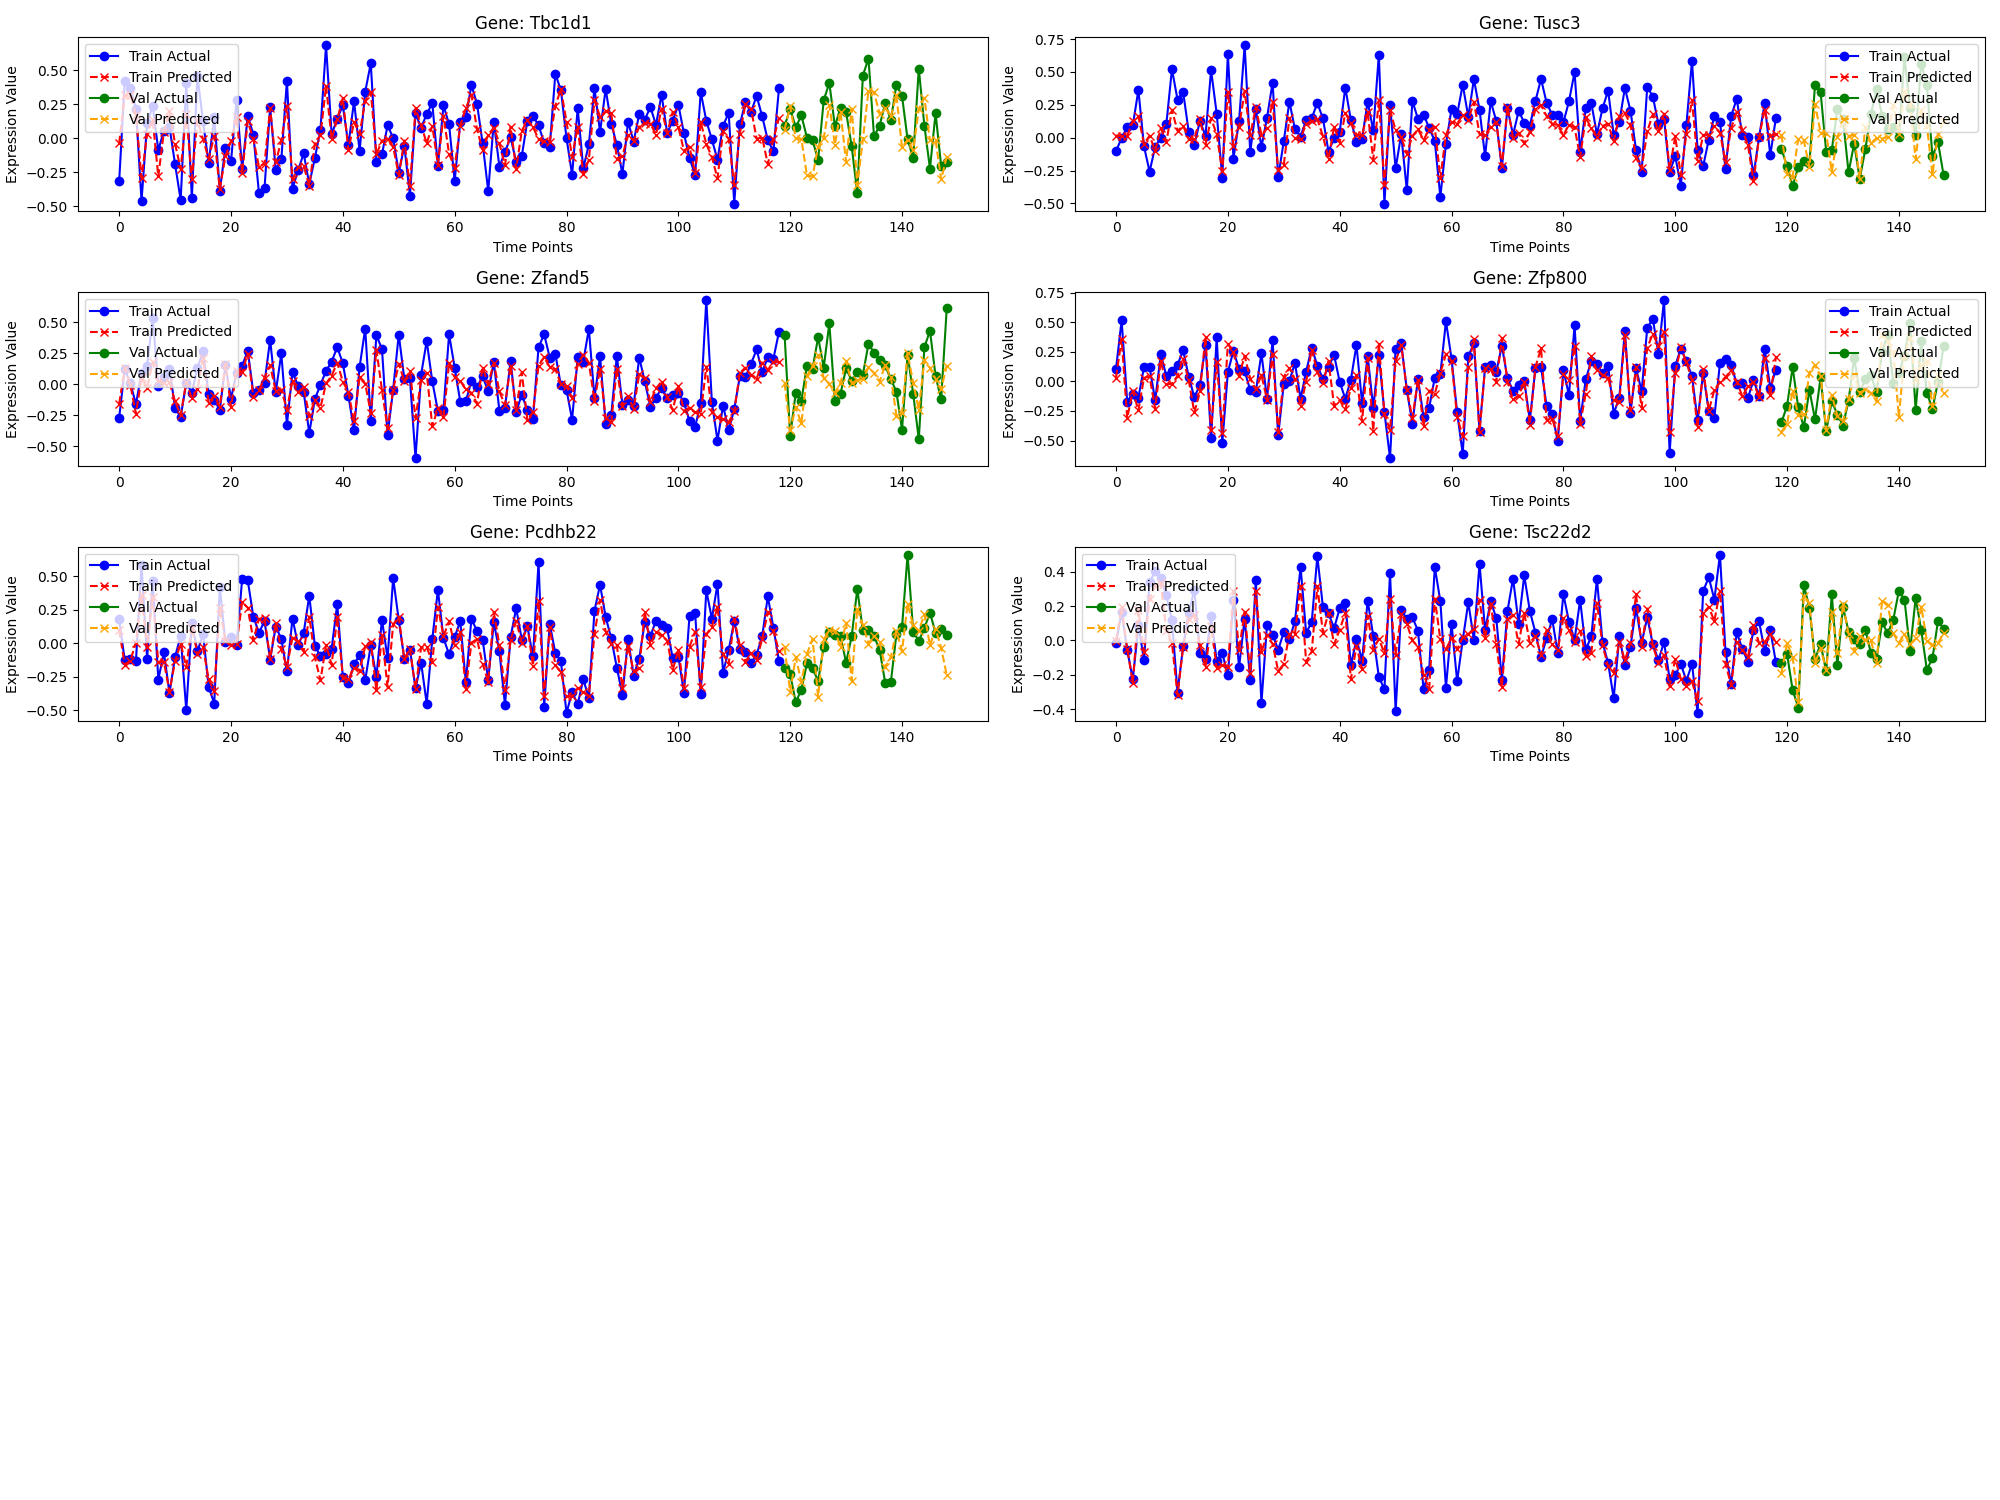 Gene: Tbc1d1
Expression Value
0.50
0.25
0.00
−0.25
−0.50
Train Actual
Train Predicted
Val Actual
Val Predicted
0 20 40 60 80 100 120 140
Time Points
Gene: Tusc3
Expression Value
0.75
0.50
0.25
0.00
−0.25
−0.50
Train Actual
Train Predicted
Val Actual
Val Predicted
0 20 40 60 80 100 120 140
Time Points
Gene: Zfand5
Expression Value
0.50
0.25
0.00
−0.25
−0.50
Train Actual
Train Predicted
Val Actual
Val Predicted
0 20 40 60 80 100 120 140
Time Points
Gene: Zfp800
Expression Value
0.75
0.50
0.25
0.00
−0.25
−0.50
Train Actual
Train Predicted
Val Actual
Val Predicted
0 20 40 60 80 100 120 140
Time Points
Gene: Pcdhb22
Expression Value
0.50
0.25
0.00
−0.25
−0.50
Train Actual
Train Predicted
Val Actual
Val Predicted
0 20 40 60 80 100 120 140
Time Points
Gene: Tsc22d2
Expression Value
0.4
0.2
0.0
−0.2
−0.4
Train Actual
Train Predicted
Val Actual
Val Predicted
0 20 40 60 80 100 120 140
Time Points